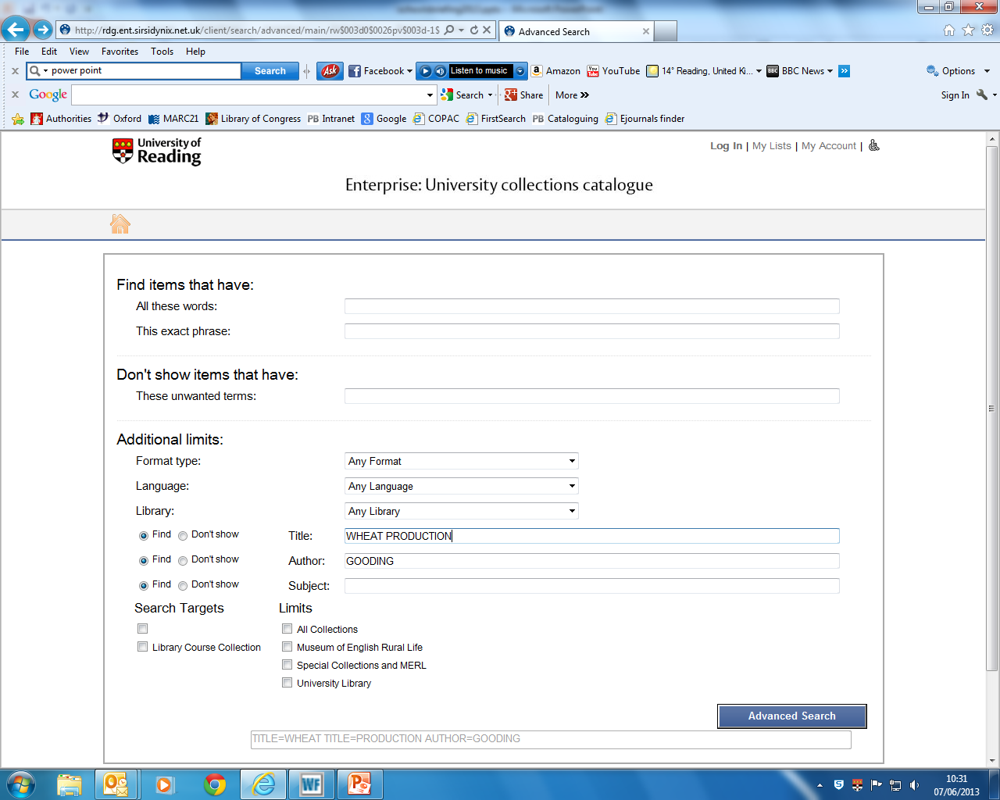 http://rdg.ent.sirsidynix.net.uk/client/search/advanced/main/rw$003d0$0026pv$003d-1$
Advanced Search
File Edit View Favorites Tools Help
power point Search Ask Facebook Listen to music Amazon YouTube 14° Reading, United Ki... BBC News Options
Google Search Share More Sign In
Authorities Oxford MARC21 Library of Congress PB Intranet Google COPAC FirstSearch PB Cataloguing Ejournals finder
University of Reading
Log In | My Lists | My Account |
Enterprise: University collections catalogue
Find items that have:
All these words:
This exact phrase:
Don't show items that have:
These unwanted terms:
Additional limits:
Format type: Any Format
Language: Any Language
Library: Any Library
Find Don't show Title: WHEAT PRODUCTION
Find Don't show Author: GOODING
Find Don't show Subject:
Search Targets Limits
All Collections
Library Course Collection Museum of English Rural Life
Special Collections and MERL
University Library
Advanced Search
TITLE=WHEAT TITLE=PRODUCTION AUTHOR=GOODING
10:31
07/06/2013